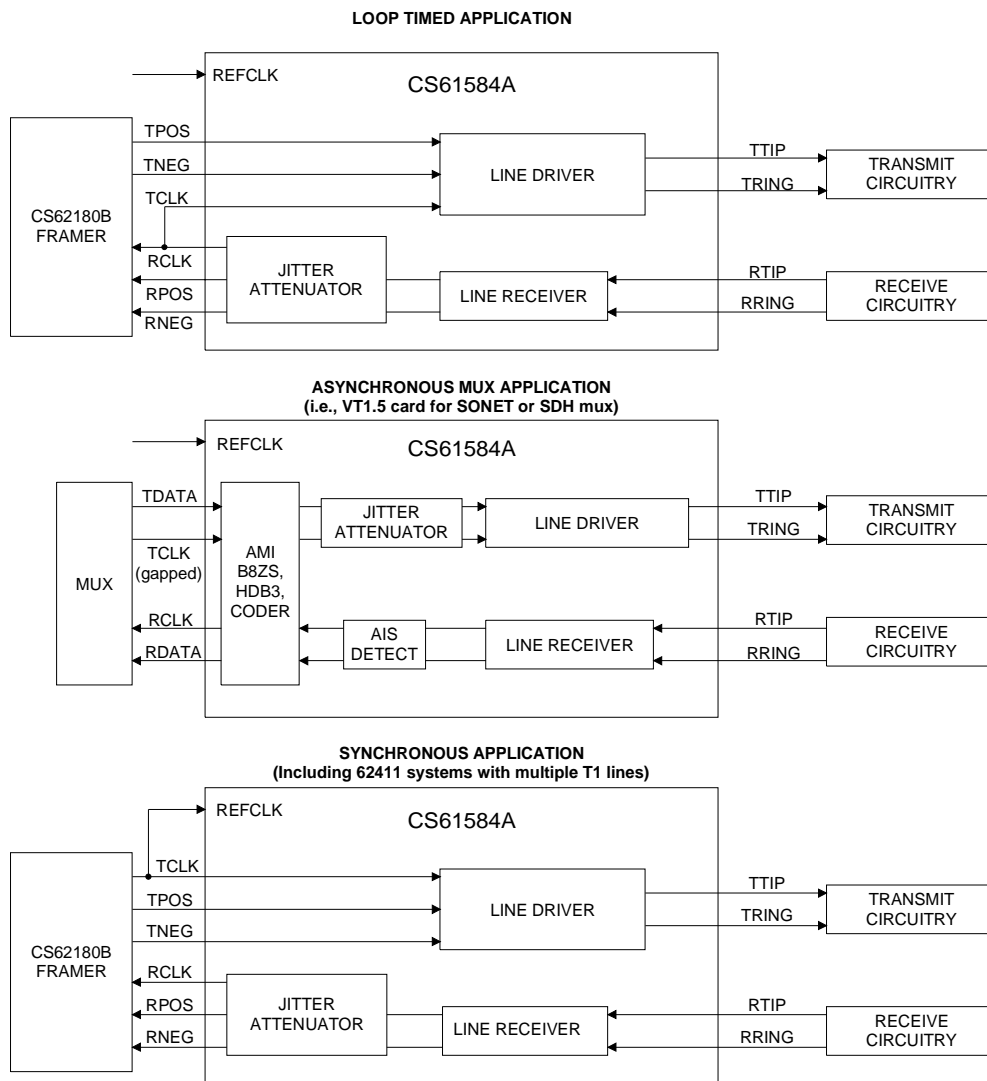 LOOP TIMED APPLICATION
REFCLK
CS61584A
TPOS
TNEG
TCLK
CS62180B
FRAMER
RCLK
RPOS
RNEG
LINE DRIVER
JITTER
ATTENUATOR
LINE RECEIVER
TTIP
TRING
TRANSMIT
CIRCUITRY
RTIP
RRING
RECEIVE
CIRCUITRY
ASYNCHRONOUS MUX APPLICATION
(i.e., VT1.5 card for SONET or SDH mux)
REFCLK
CS61584A
MUX
TDATA
TCLK
(gapped)
RCLK
RDATA
AMI
B8ZS,
HDB3,
CODER
JITTER
ATTENUATOR
LINE DRIVER
AIS
DETECT
LINE RECEIVER
TTIP
TRING
TRANSMIT
CIRCUITRY
RTIP
RRING
RECEIVE
CIRCUITRY
SYNCHRONOUS APPLICATION
(Including 62411 systems with multiple T1 lines)
REFCLK
CS61584A
TCLK
TPOS
TNEG
CS62180B
FRAMER
RCLK
RPOS
RNEG
LINE DRIVER
JITTER
ATTENUATOR
LINE RECEIVER
TTIP
TRING
TRANSMIT
CIRCUITRY
RTIP
RRING
RECEIVE
CIRCUITRY